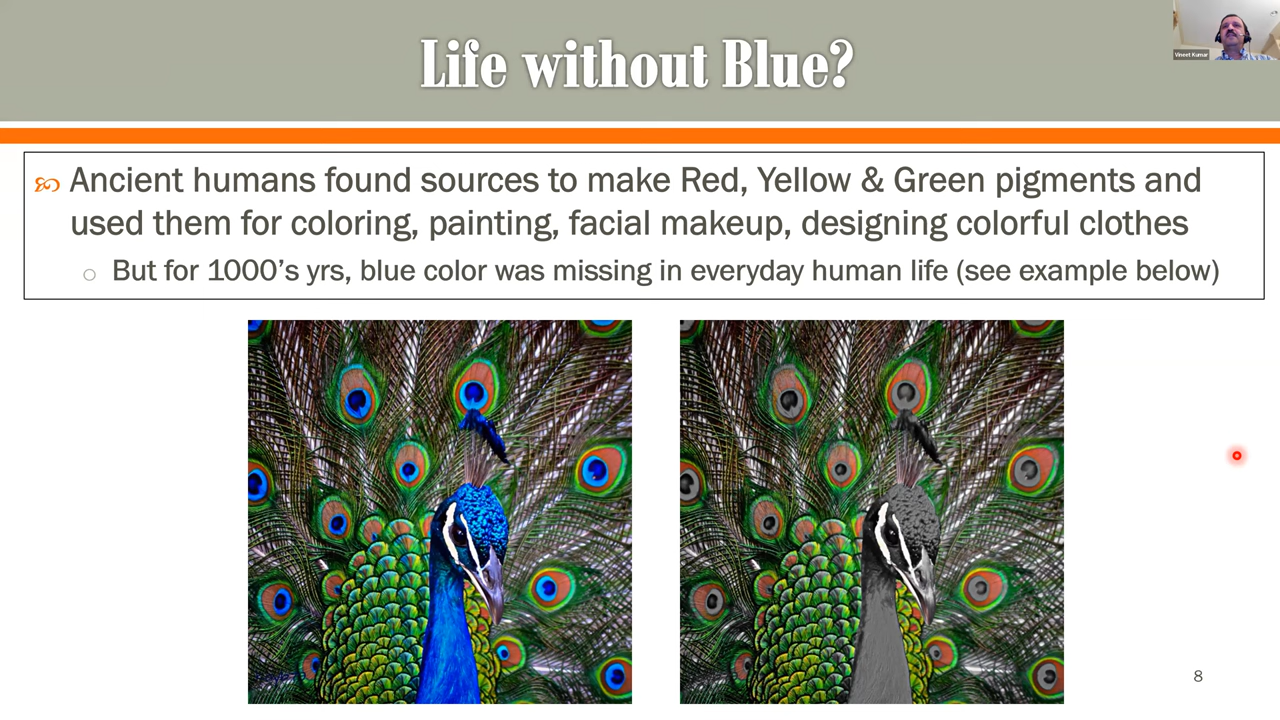 Life without Blue?
Vineet Kumar
Ancient humans found sources to make Red, Yellow & Green pigments and
used them for coloring, painting, facial makeup, designing colorful clothes
But for 1000’s yrs, blue color was missing in everyday human life (see example below)
8